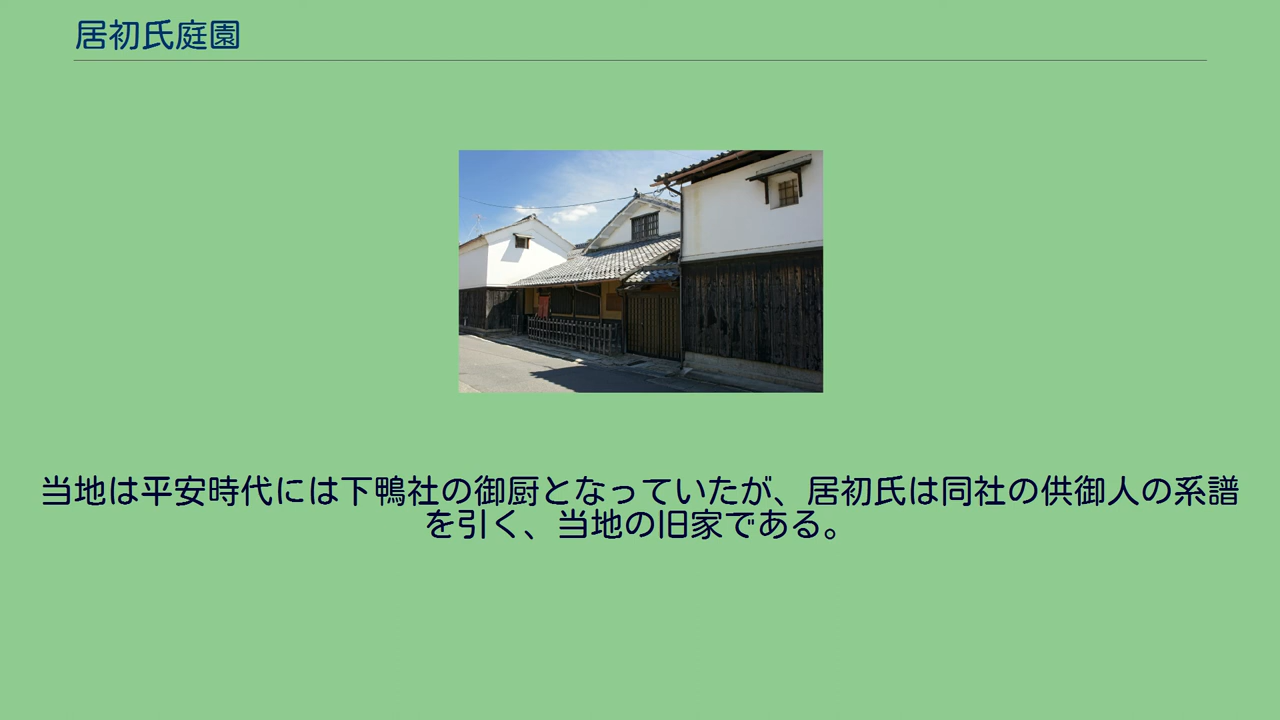 居初氏庭園
当地は平安時代には下鴨社の御厨となっていたが、居初氏は同社の供御人の系譜
を引く、当地の旧家である。